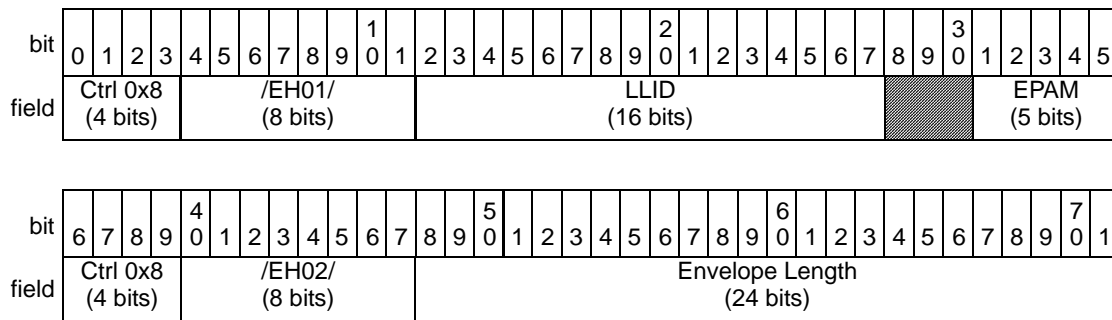 1 2 3
bit 0 1 2 3 4 5 6 7 8 9 0 1 2 3 4 5 6 7 8 9 0 1 2 3 4 5 6 7 8 9 0 1 2 3 4 5
field Ctrl 0x8 /EH01/ LLID EPAM
(4 bits) (8 bits) (16 bits) (5 bits)
4 5 6 7
bit 6 7 8 9 0 1 2 3 4 5 6 7 8 9 0 1 2 3 4 5 6 7 8 9 0 1 2 3 4 5 6 7 8 9 0 1
field Ctrl 0x8 /EH02/ Envelope Length
(4 bits) (8 bits) (24 bits)